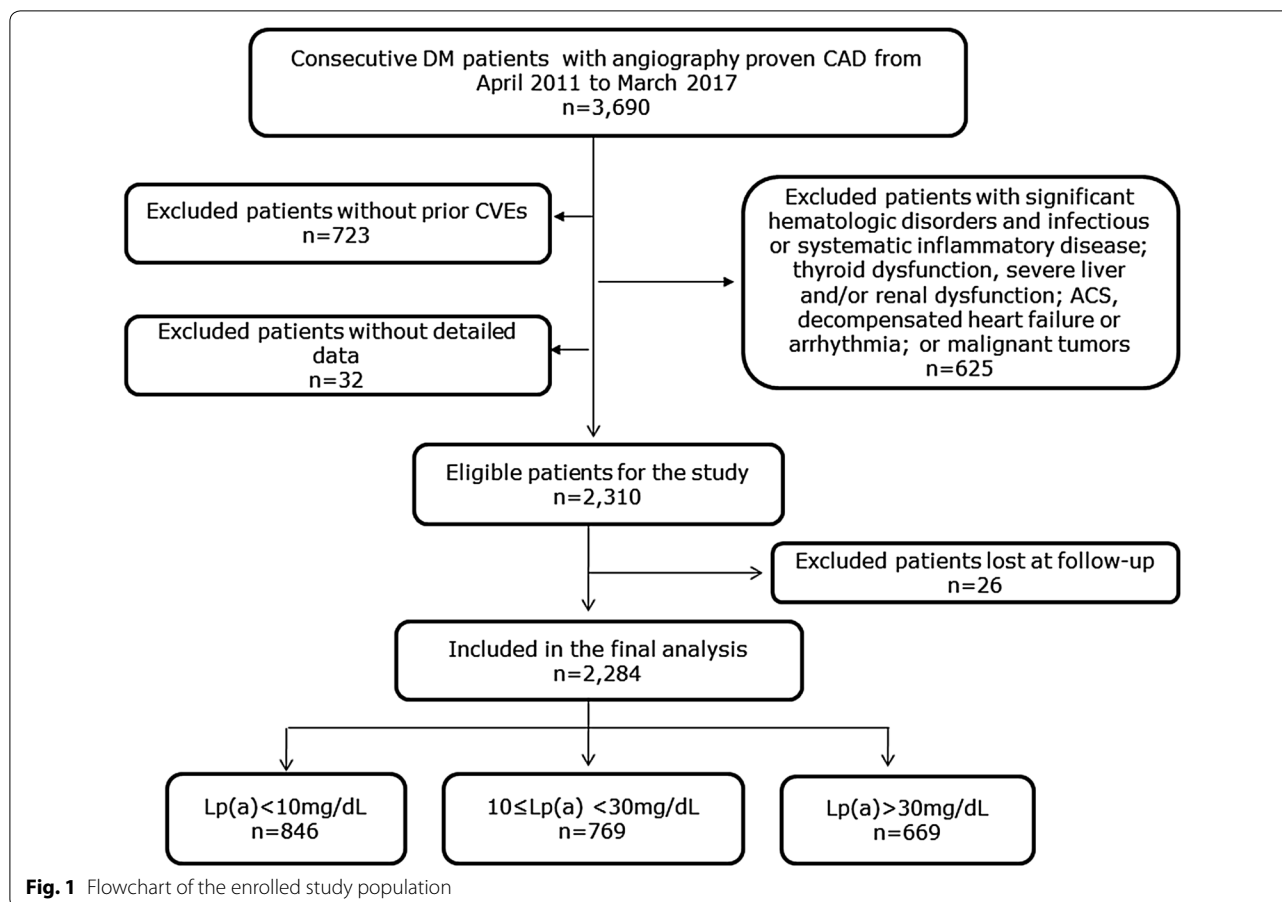 Consecutive DM patients with angiography proven CAD from
April 2011 to March 2017
n=3,690
Excluded patients without prior CVEs
n=723
Excluded patients with significant
hematologic disorders and infectious
or systematic inflammatory disease;
thyroid dysfunction, severe liver
and/or renal dysfunction; ACS,
decompensated heart failure or
arrhythmia; or malignant tumors
n=625
Excluded patients without detailed
data
n=32
Eligible patients for the study
n=2,310
Excluded patients lost at follow-up
n=26
Included in the final analysis
n=2,284
Lp(a)<10mg/dL
n=846
10≤Lp(a) <30mg/dL
n=769
Lp(a)>30mg/dL
n=669
Fig. 1 Flowchart of the enrolled study population